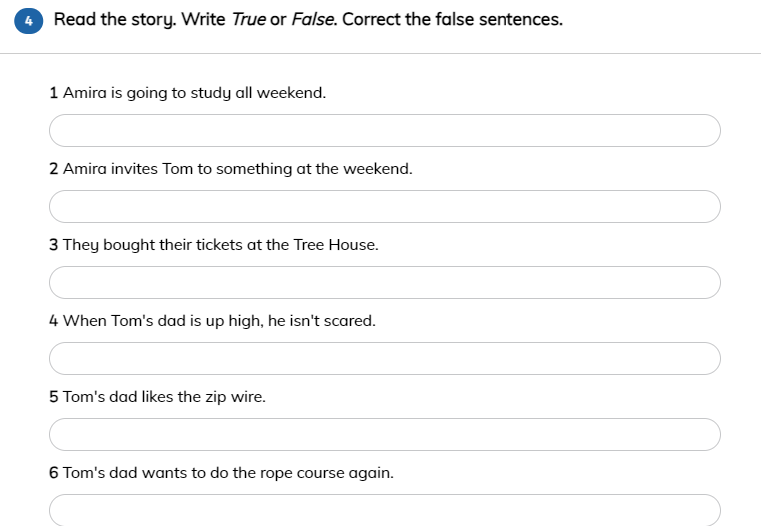 4 Read the story. Write True or False. Correct the false sentences.
1 Amira is going to study all weekend.
2 Amira invites Tom to something at the weekend.
3 They bought their tickets at the Tree House.
4 When Tom's dad is up high, he isn't scared.
5 Tom's dad likes the zip wire.
6 Tom's dad wants to do the rope course again.